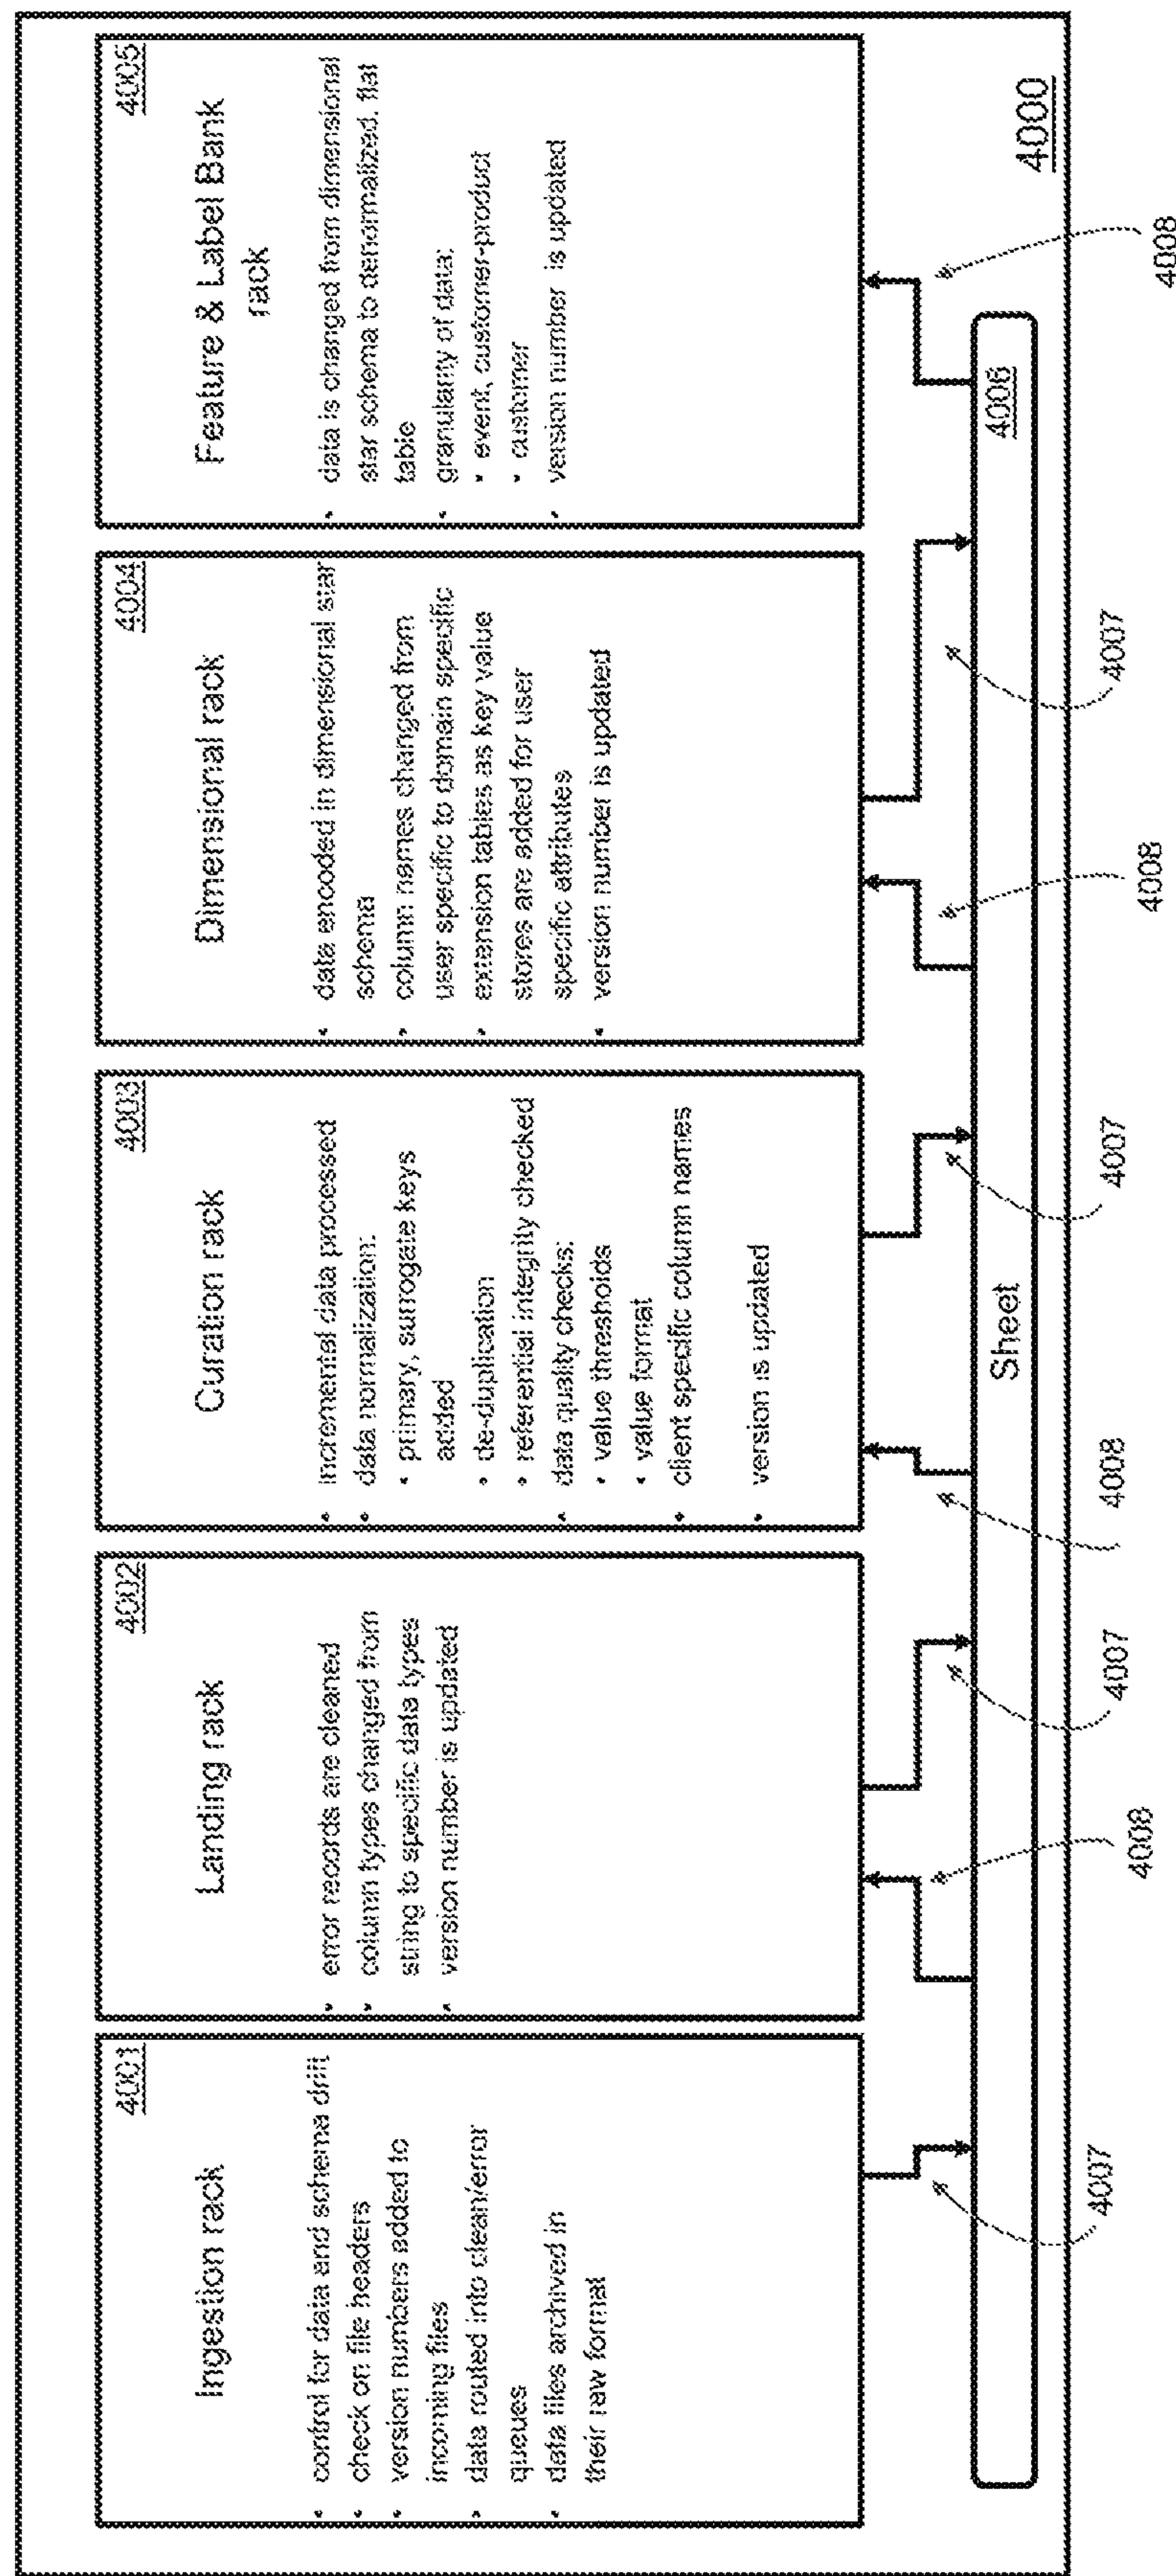 4001
Ingestion rack
• control for data and schema drift
• check on file headers
• version numbers added to
incoming files
• data routed into clean/error
queues
• data files archived in
their raw format
4002
Landing rack
• error records are cleaned
• column types changed from
string to specific data types
• version number is updated
4003
Curation rack
• incremental data processed
• data normalization:
• primary, surrogate keys
added
• de-duplication
• referential integrity checked
• data quality checks:
• value thresholds
• value format
• client specific column names
• version is updated
4004
Dimensional rack
• data encoded in dimensional star
schema
• column names changed from
user specific to domain specific
• extension tables as key value
stores are added for user
specific attributes
• version number is updated
4005
Feature & Label Bank
rack
• data is changed from dimensional
star schema to denormalized, flat
table
• granularity of data:
• event, customer-product
• customer
• version number is updated
Sheet
4006
4000
4007
4008
4007
4008
4007
4008
4007
4008